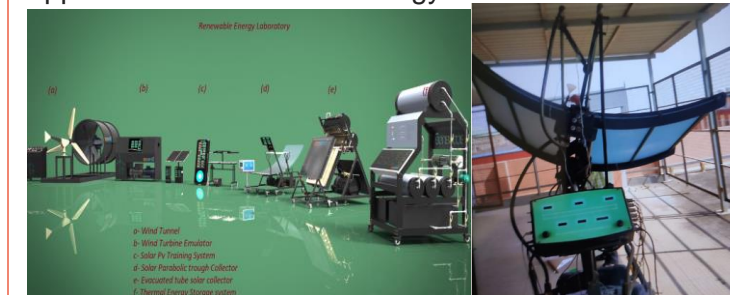 Renewable Energy Laboratory
(a)
(b)
(c)
(d)
(e)
a- Wind Tunnel
b- Wind Turbine Emulator
c- Solar Pv Training System
d- Solar Parabolic trough Collector
e- Evacuated tube solar collector
f- Thermal Energy Storage system